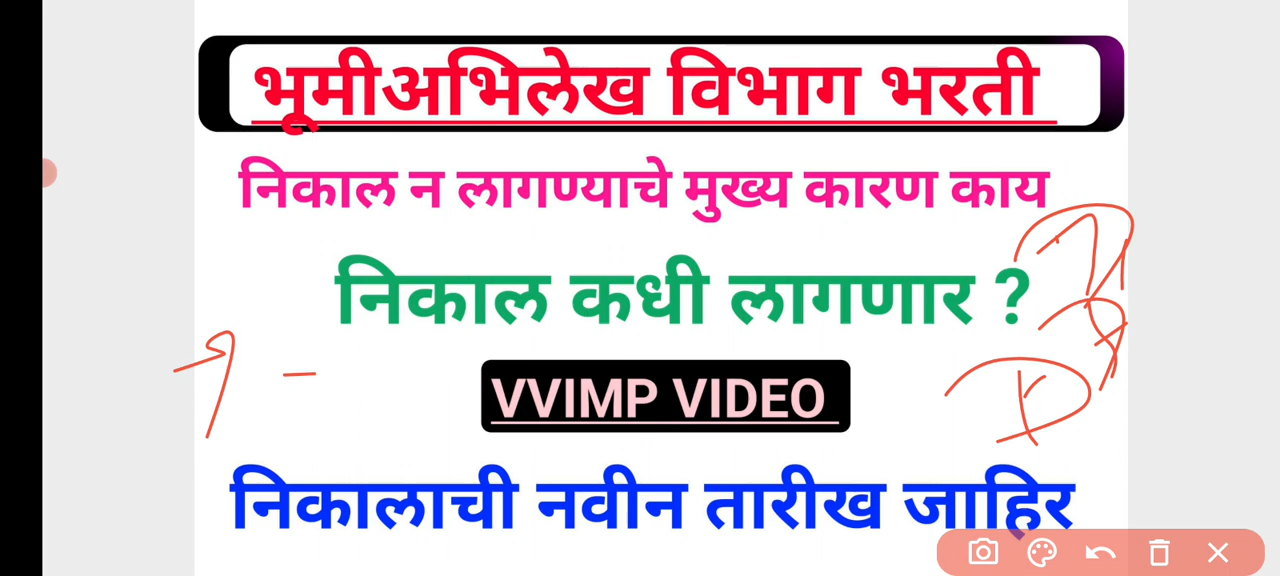 भूमीअभिलेख विभाग भरती
निकाल न लागण्याचे मुख्य कारण काय
निकाल कधी लागणार ?
VVIMP VIDEO
निकालाची नवीन तारीख जाहिर